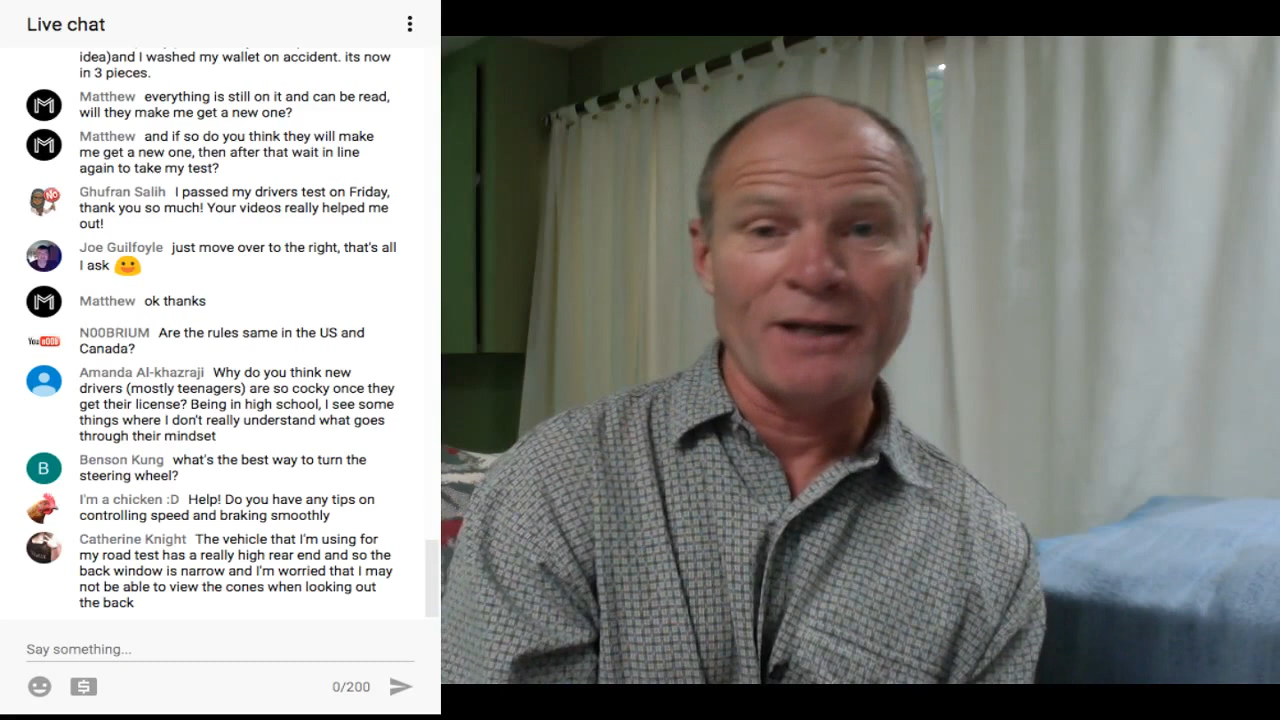 Live chat
idea)and I washed my wallet on accident. its now
in 3 pieces.
Matthew everything is still on it and can be read,
will they make me get a new one?
Matthew and if so do you think they will make
me get a new one, then after that wait in line
again to take my test?
Ghufran Salih I passed my drivers test on Friday,
thank you so much! Your videos really helped me
out!
Joe Guilfoyle just move over to the right, that's all
I ask
Matthew ok thanks
N00BRIUM Are the rules same in the US and
Canada?
Amanda Al-khazraji Why do you think new
drivers (mostly teenagers) are so cocky once they
get their license? Being in high school, I see some
things where I don't really understand what goes
through their mindset
Benson Kung what's the best way to turn the
steering wheel?
I'm a chicken :D Help! Do you have any tips on
controlling speed and braking smoothly
Catherine Knight The vehicle that I'm using for
my road test has a really high rear end and so the
back window is narrow and I'm worried that I may
not be able to view the cones when looking out
the back
Say something...
0/200